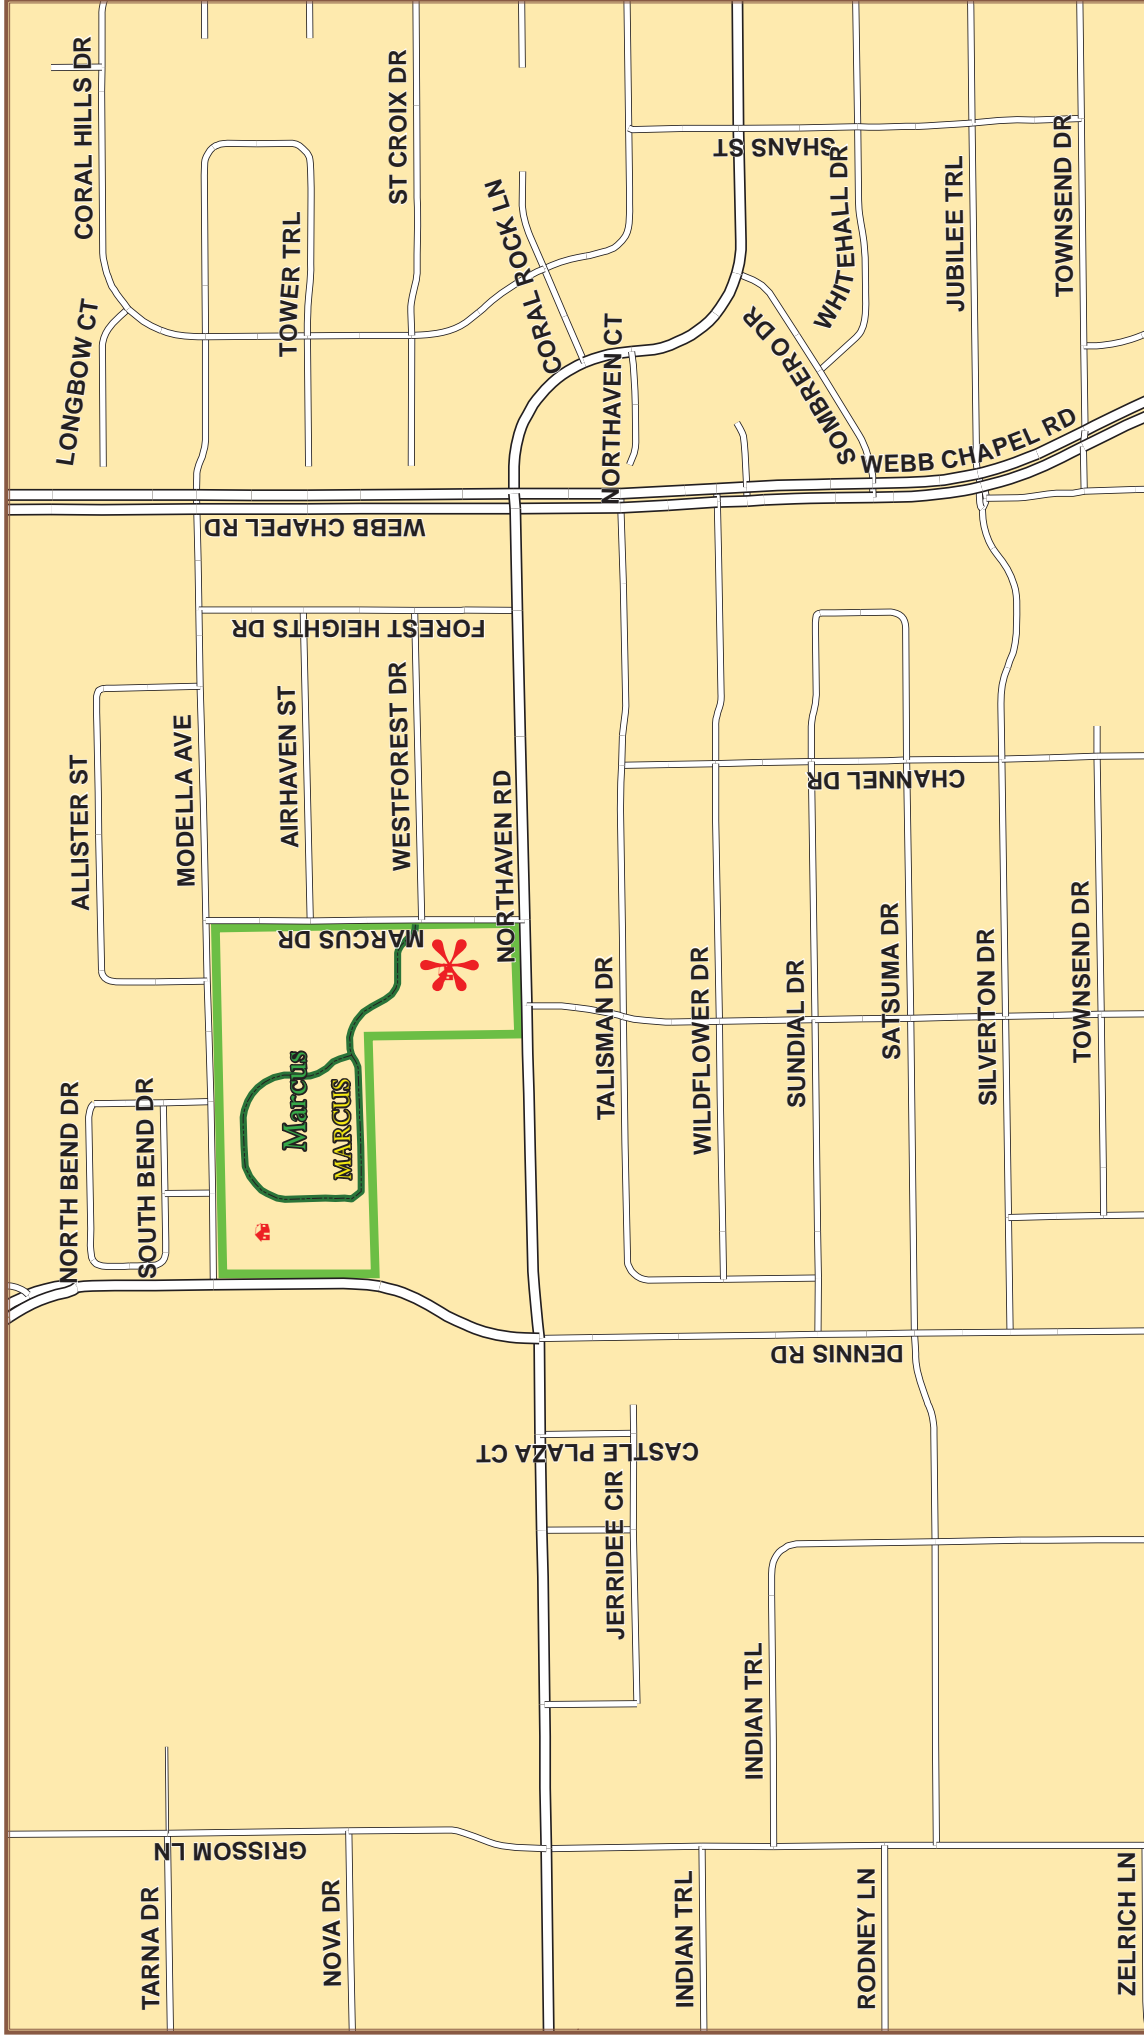 CORAL HILLS DR
ST CROIX DR
SHANS ST
WHITEHALL DR
TOWNSEND DR
JUBILEE TRL
CORAL ROCK LN
TOWER TRL
LONGBOW CT
NORTHAVEN CT
SOMBRERO DR
WEBB CHAPEL RD
WEBB CHAPEL RD
FOREST HEIGHTS DR
ALLISTER ST
MODELLA AVE
AIRHAVEN ST
WESTFOREST DR
NORTHAVEN RD
CHANNEL DR
MARCUS DR
TALISMAN DR
WILDFLOWER DR
SUNDIAL DR
SATSUMA DR
SILVERTON DR
TOWNSEND DR
Marcus
MARCUS
NORTH BEND DR
SOUTH BEND DR
DENNIS RD
CASTLE PLAZA CT
JERRIDEE CIR
INDIAN TRL
GRISSOM LN
TARNA DR
NOVA DR
INDIAN TRL
RODNEY LN
ZELRICH LN